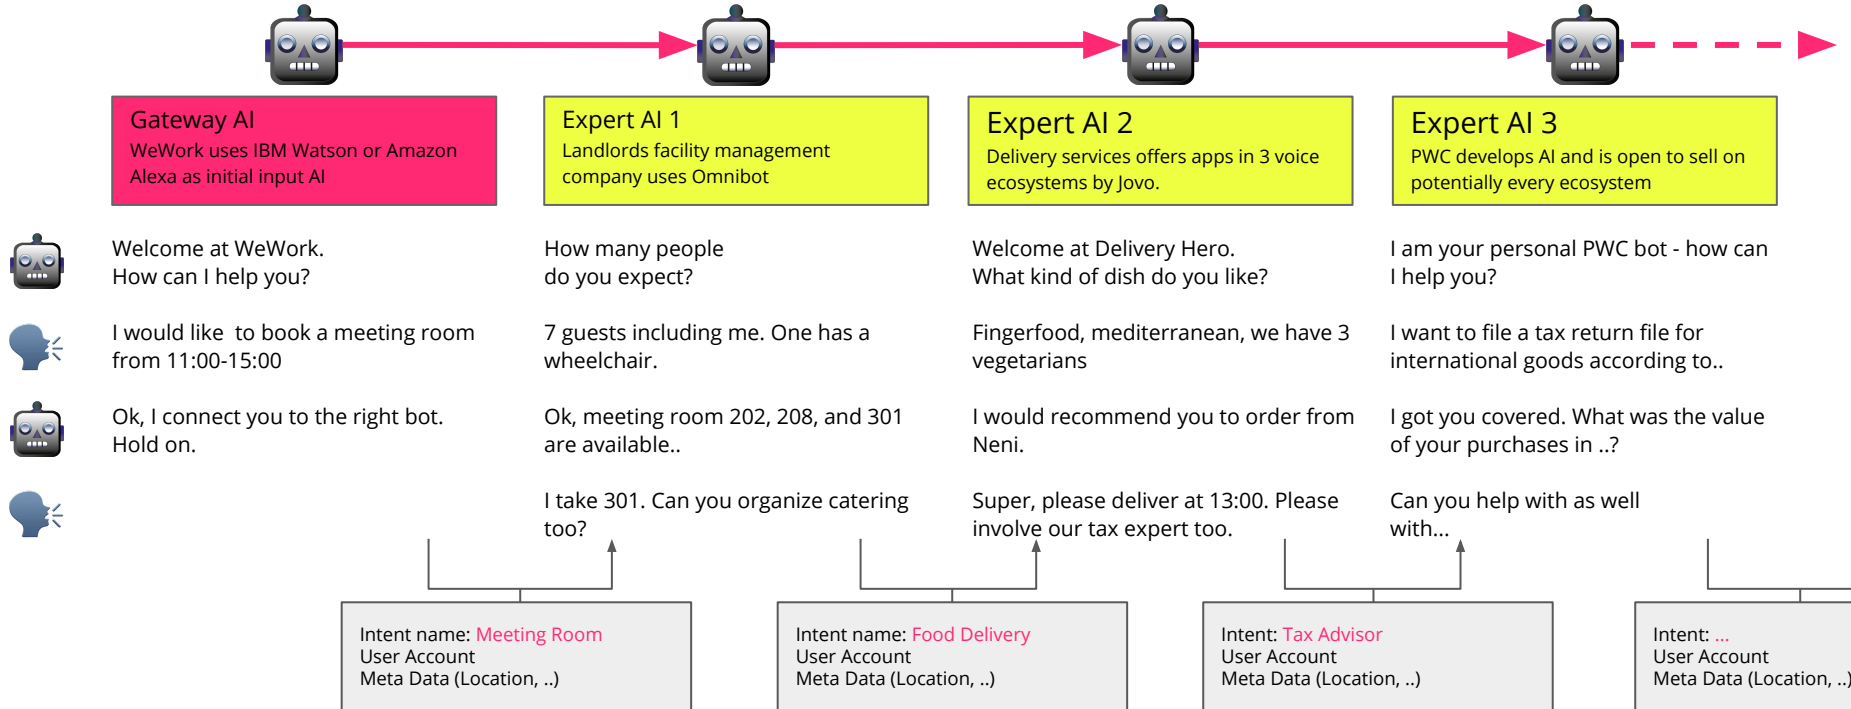 Gateway AI
WeWork uses IBM Watson or Amazon
Alexa as initial input AI
Expert AI 1
Landlords facility management
company uses Omnibot
Expert AI 2
Delivery services offers apps in 3 voice
ecosystems by Jovo.
Expert AI 3
PWC develops AI and is open to sell on
potentially every ecosystem
Welcome at WeWork.
How can I help you?
I would like  to book a meeting room
from 11:00-15:00
Ok, I connect you to the right bot.
Hold on.
How many people
do you expect?
7 guests including me. One has a
wheelchair.
Ok, meeting room 202, 208, and 301
are available..
I take 301. Can you organize catering
too?
Welcome at Delivery Hero.
What kind of dish do you like?
Fingerfood, mediterranean, we have 3
vegetarians
I would recommend you to order from
Neni.
Super, please deliver at 13:00. Please
involve our tax expert too.
I am your personal PWC bot - how can
I help you?
I want to file a tax return file for
international goods according to..
I got you covered. What was the value
of your purchases in ..?
Can you help with as well
with...
Intent name: Meeting Room
User Account
Meta Data (Location, ..)
Intent name: Food Delivery
User Account
Meta Data (Location, ..)
Intent: Tax Advisor
User Account
Meta Data (Location, ..)
Intent: ...
User Account
Meta Data (Location, ..)